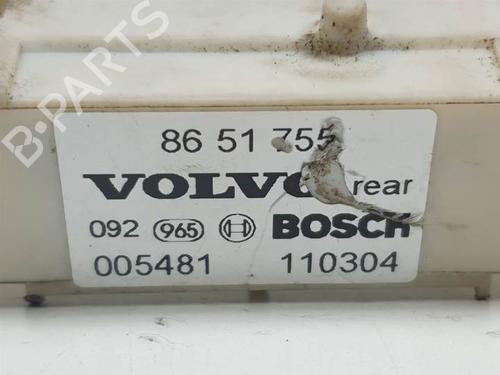 86 51 755
VOLVO rear
092 965 BOSCH
005481 110304
B-PARTS